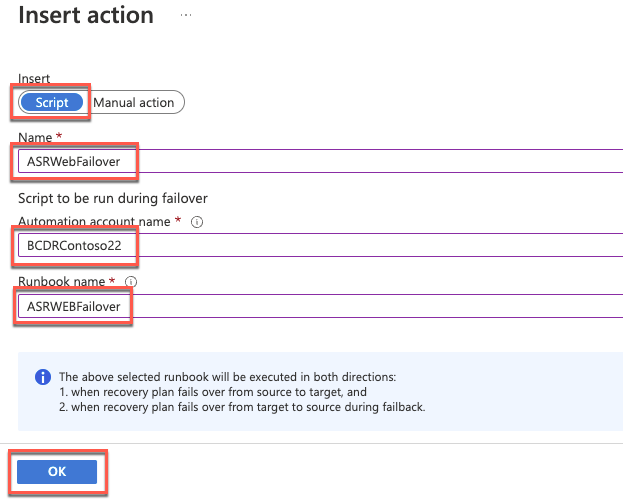 Insert action ...
Insert
Script Manual action
Name *
ASRWebFailover
Script to be run during failover
Automation account name *
BCDRContoso22
Runbook name *
ASRWEBFailover
The above selected runbook will be executed in both directions:
1. when recovery plan fails over from source to target, and
2. when recovery plan fails over from target to source during failback.
OK